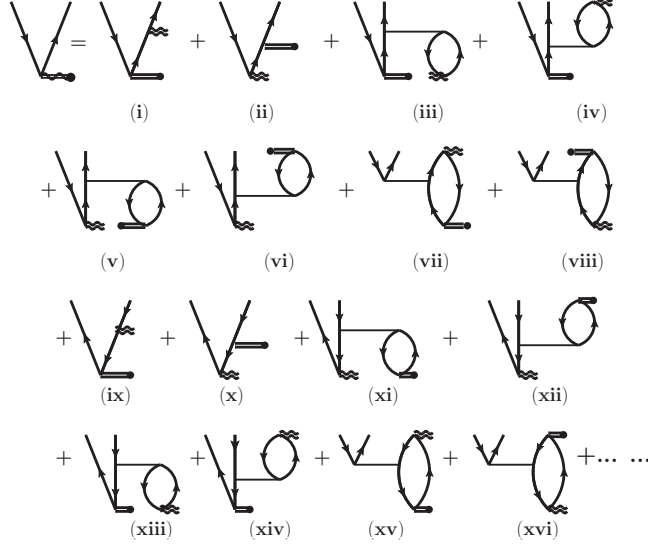 = + + +
(i) (ii) (iii) (iv)
+ + + +
(v) (vi) (vii) (viii)
+ + + +
(ix) (x) (xi) (xii)
+ + + + +... ...
(xiii) (xiv) (xv) (xvi)